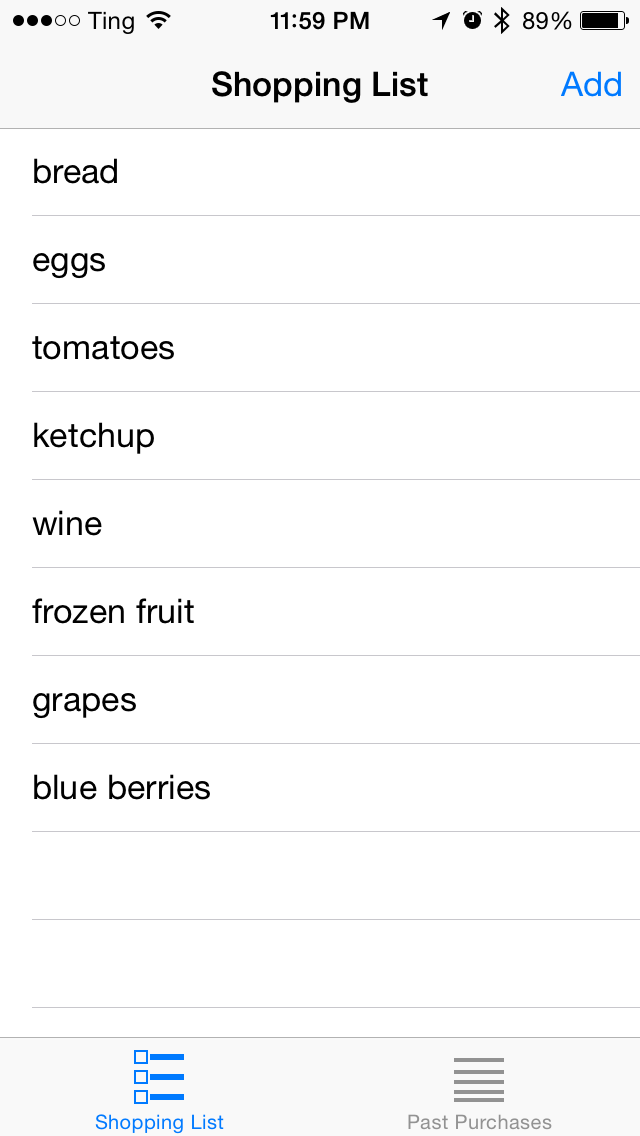 Ting 11:59 PM 89%
Shopping List Add
bread
eggs
tomatoes
ketchup
wine
frozen fruit
grapes
blue berries
Shopping List Past Purchases